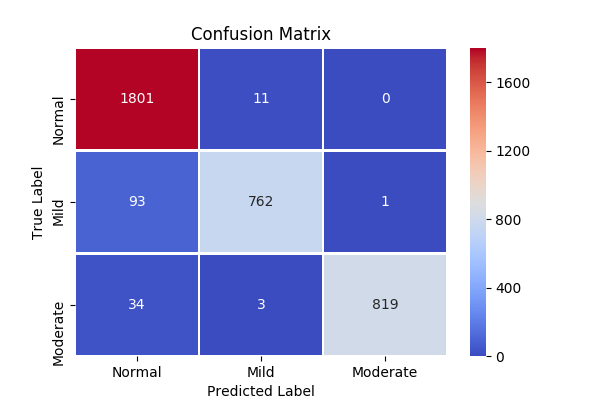 Confusion Matrix
True Label
Normal
1801 11 0
Mild
93 762 1
Moderate
34 3 819
Normal Mild Moderate
Predicted Label
1600
1200
800
400
0